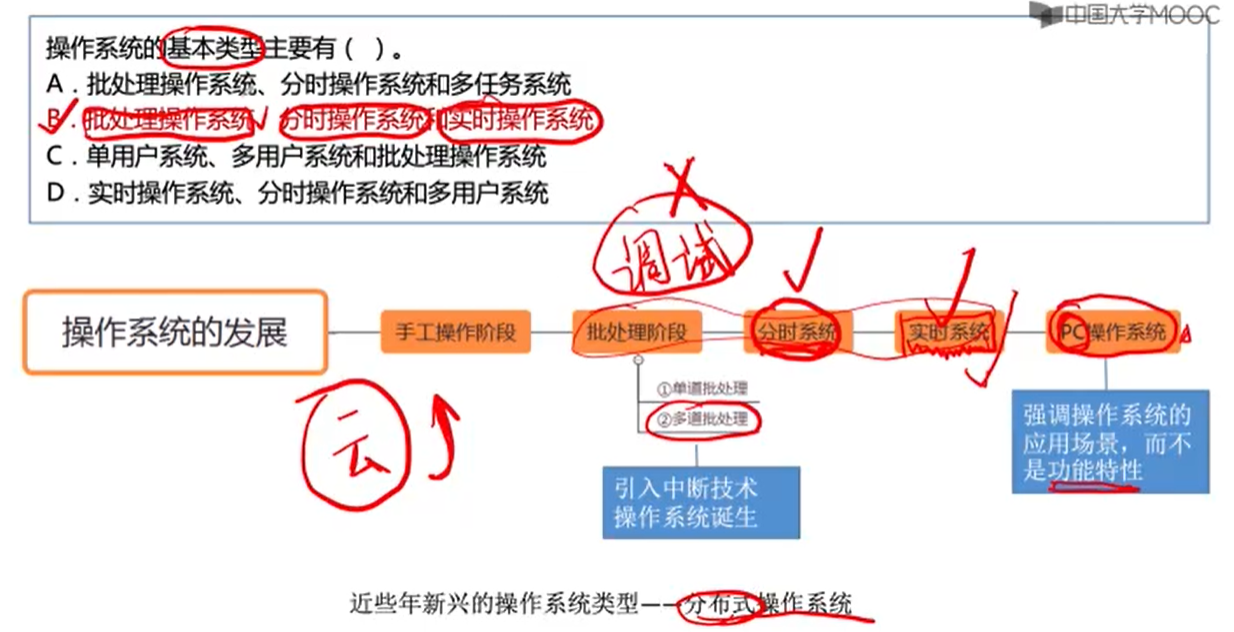 中国大学MOOC
操作系统的基本类型主要有（ ）。
A．批处理操作系统、分时操作系统和多任务系统
B．批处理操作系统、分时操作系统和实时操作系统
C．单用户系统、多用户系统和批处理操作系统
D．实时操作系统、分时操作系统和多用户系统
调试
操作系统的发展
手工操作阶段
批处理阶段
分时系统
实时系统
PC操作系统
①单道批处理
②多道批处理
云
强调操作系统的
应用场景，而不
是功能特性
引入中断技术
操作系统诞生
近些年新兴的操作系统类型——分布式操作系统